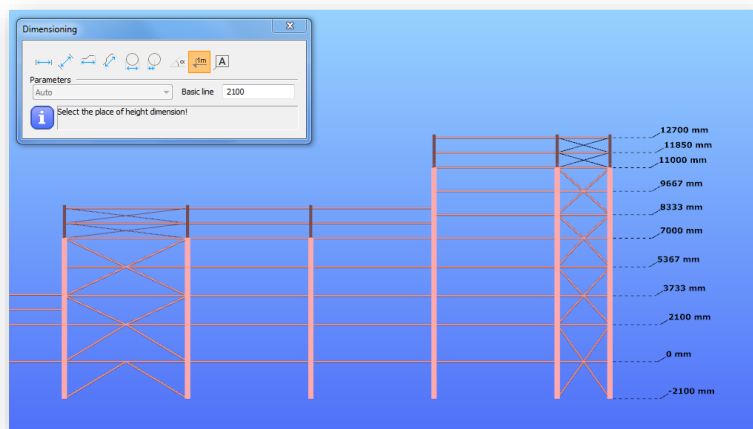 Dimensioning
x
α
1m
A
Parameters
Auto
Basic line
2100
i
Select the place of height dimension!
12700 mm
11850 mm
11000 mm
9667 mm
8333 mm
7000 mm
5367 mm
3733 mm
2100 mm
0 mm
-2100 mm